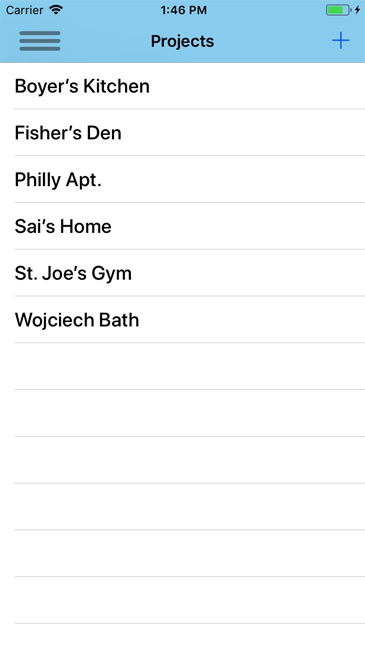 Carrier 1:46 PM
Projects +
Boyer’s Kitchen
Fisher’s Den
Philly Apt.
Sai’s Home
St. Joe’s Gym
Wojciech Bath